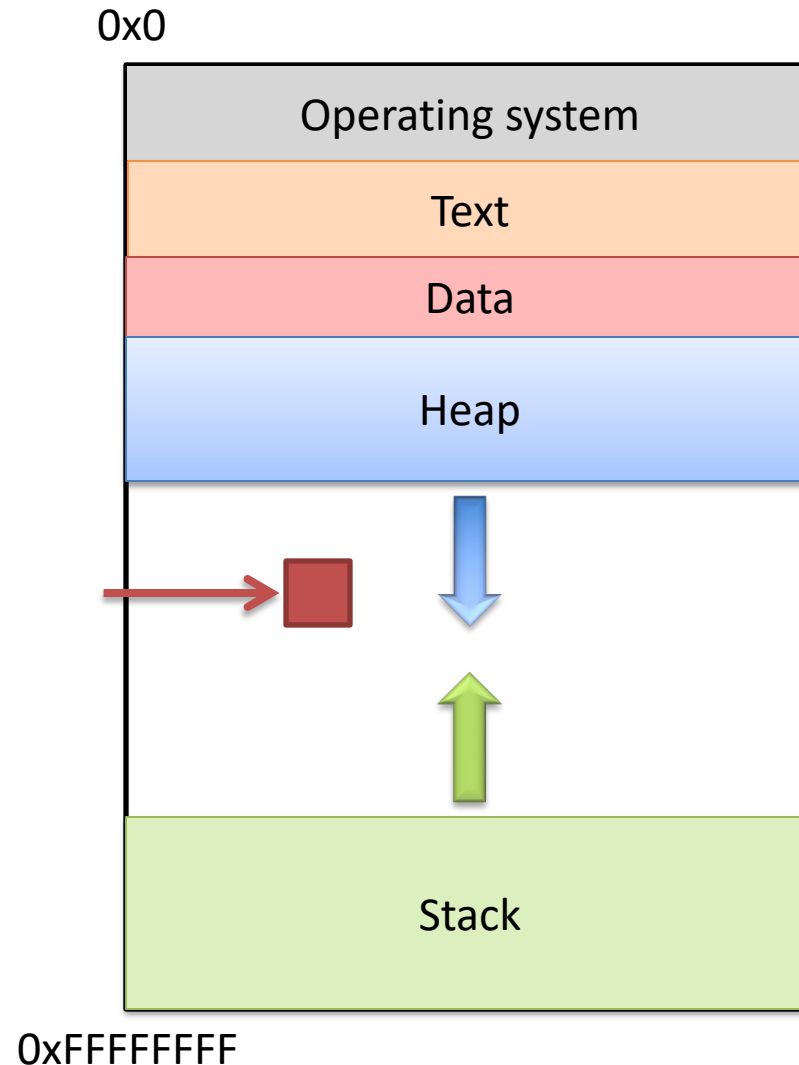 0x0
Operating system
Text
Data
Heap
Stack
0xFFFFFFFF